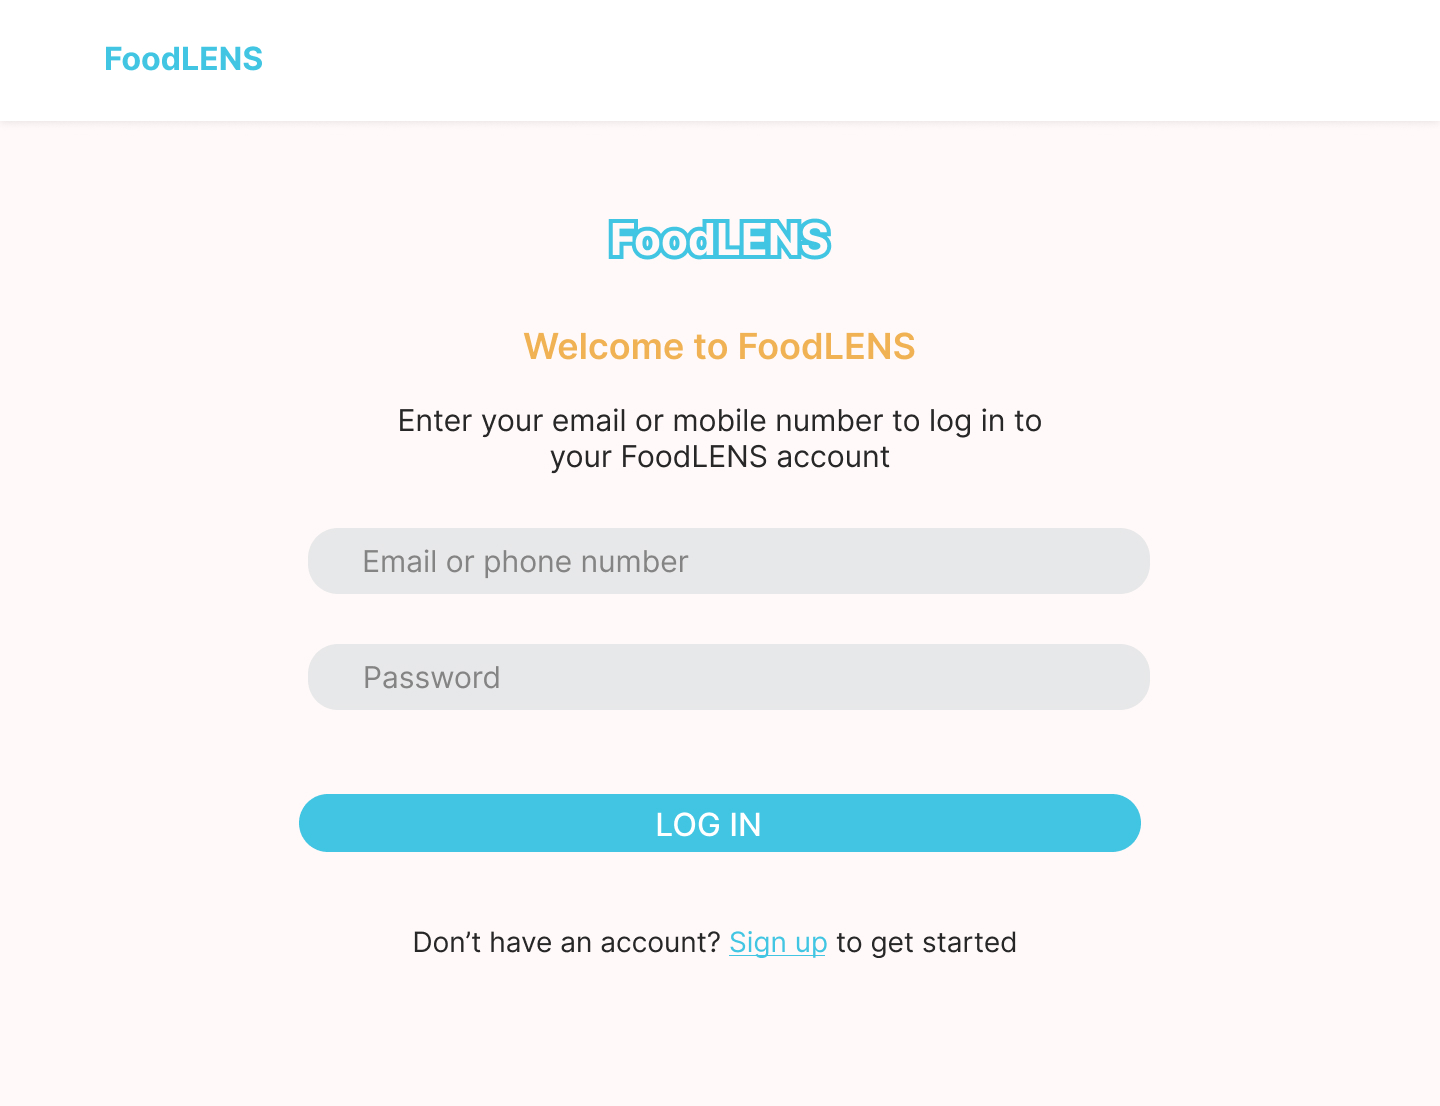 FoodLENS
FoodLENS
Welcome to FoodLENS
Enter your email or mobile number to log in to
your FoodLENS account
Email or phone number
Password
LOG IN
Don’t have an account? Sign up to get started